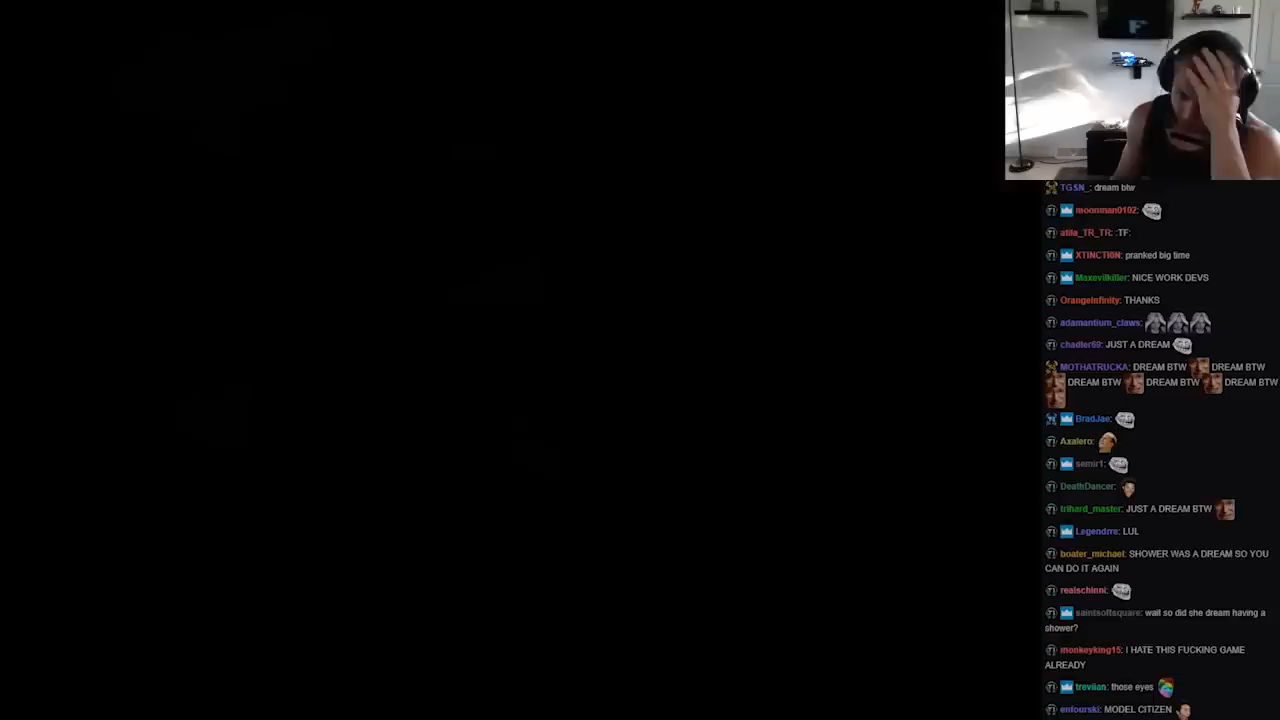 TGSN_: dream btw
moonman0102:
atila_TR_TR: :TF:
XTINCTI6N: pranked big time
Maxevilkiller: NICE WORK DEVS
OrangeInfinity: THANKS
adamantium_claws:
chadler69: JUST A DREAM
MOTHATRUCKA: DREAM BTW DREAM BTW
DREAM BTW DREAM BTW DREAM BTW
BradJae:
Axalero:
semir1:
DeathDancer:
trihard_master: JUST A DREAM BTW
Legendrre: LUL
boater_michael: SHOWER WAS A DREAM SO YOU
CAN DO IT AGAIN
realschinni:
saintsoftsquare: wait so did she dream having a
shower?
monkeyking15: I HATE THIS FUCKING GAME
ALREADY
treviian: those eyes
enfourski: MODEL CITIZEN